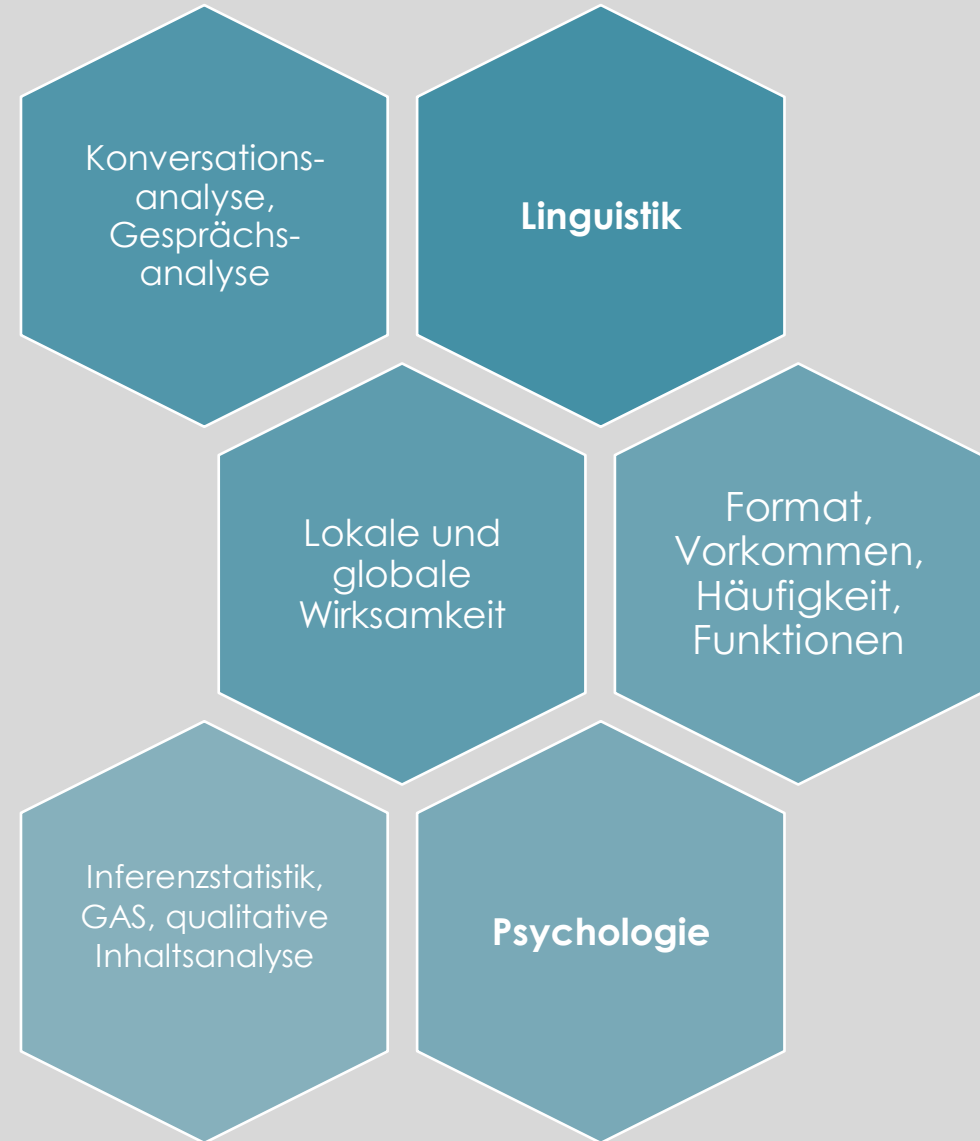 Konversations-
analyse,
Gesprächs-
analyse
Linguistik
Lokale und
globale
Wirksamkeit
Format,
Vorkommen,
Häufigkeit,
Funktionen
Inferenzstatistik,
GAS, qualitative
Inhaltsanalyse
Psychologie